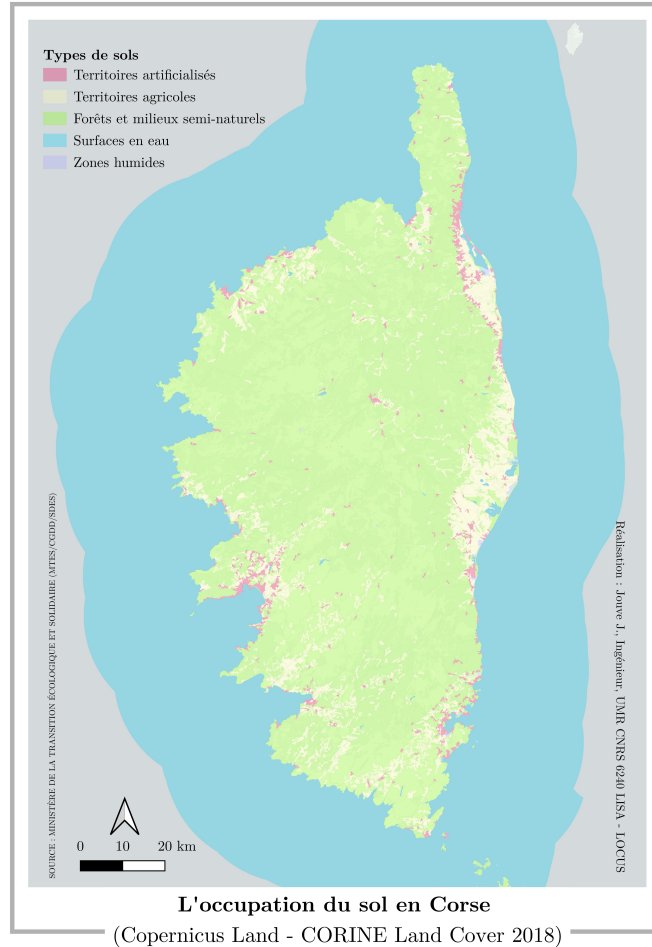 Types de sols
Territoires artificialisés
Territoires agricoles
Forêts et milieux semi-naturels
Surfaces en eau
Zones humides
SOURCE : MINISTÈRE DE LA TRANSITION ÉCOLOGIQUE ET SOLIDAIRE (MTES/CGDD/SDES)
Réalisation : Jouve J., Ingénieur, UMR CNRS 6240 LISA - LOCUS
0 10 20 km
L'occupation du sol en Corse
(Copernicus Land - CORINE Land Cover 2018)